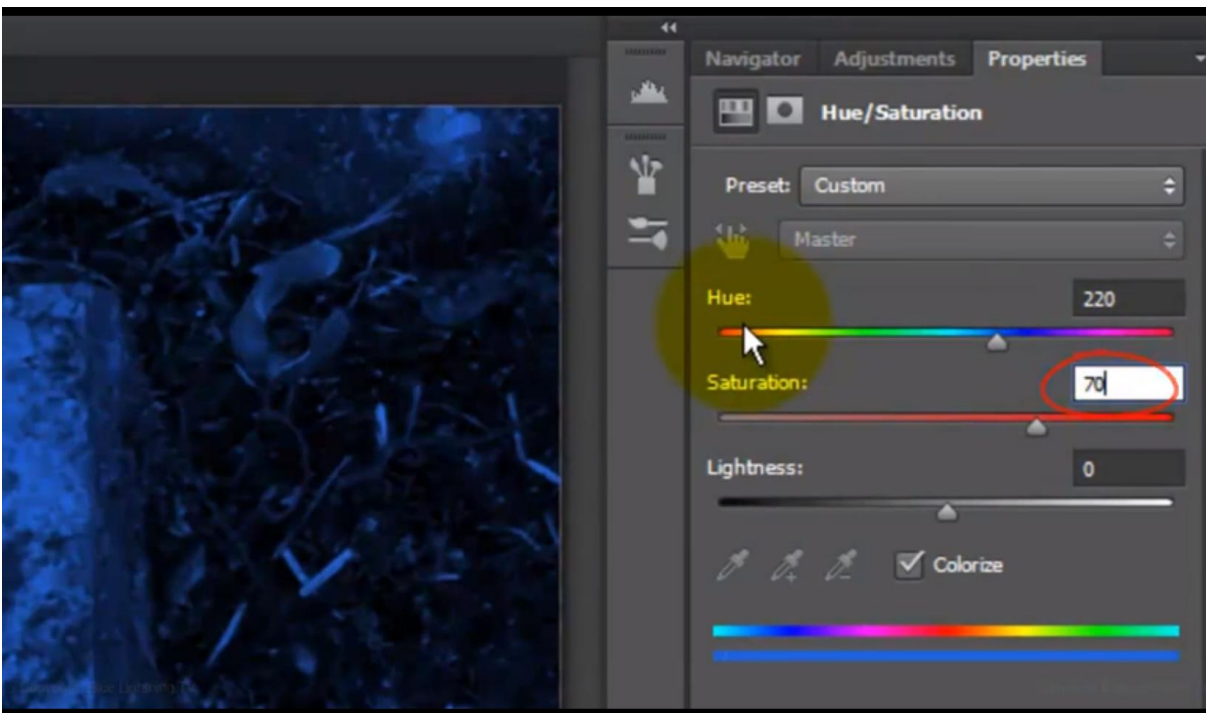 Navigator Adjustments Properties
Hue/Saturation
Preset: Custom
Master
Hue: 220
Saturation: 70
Lightness: 0
Colorize